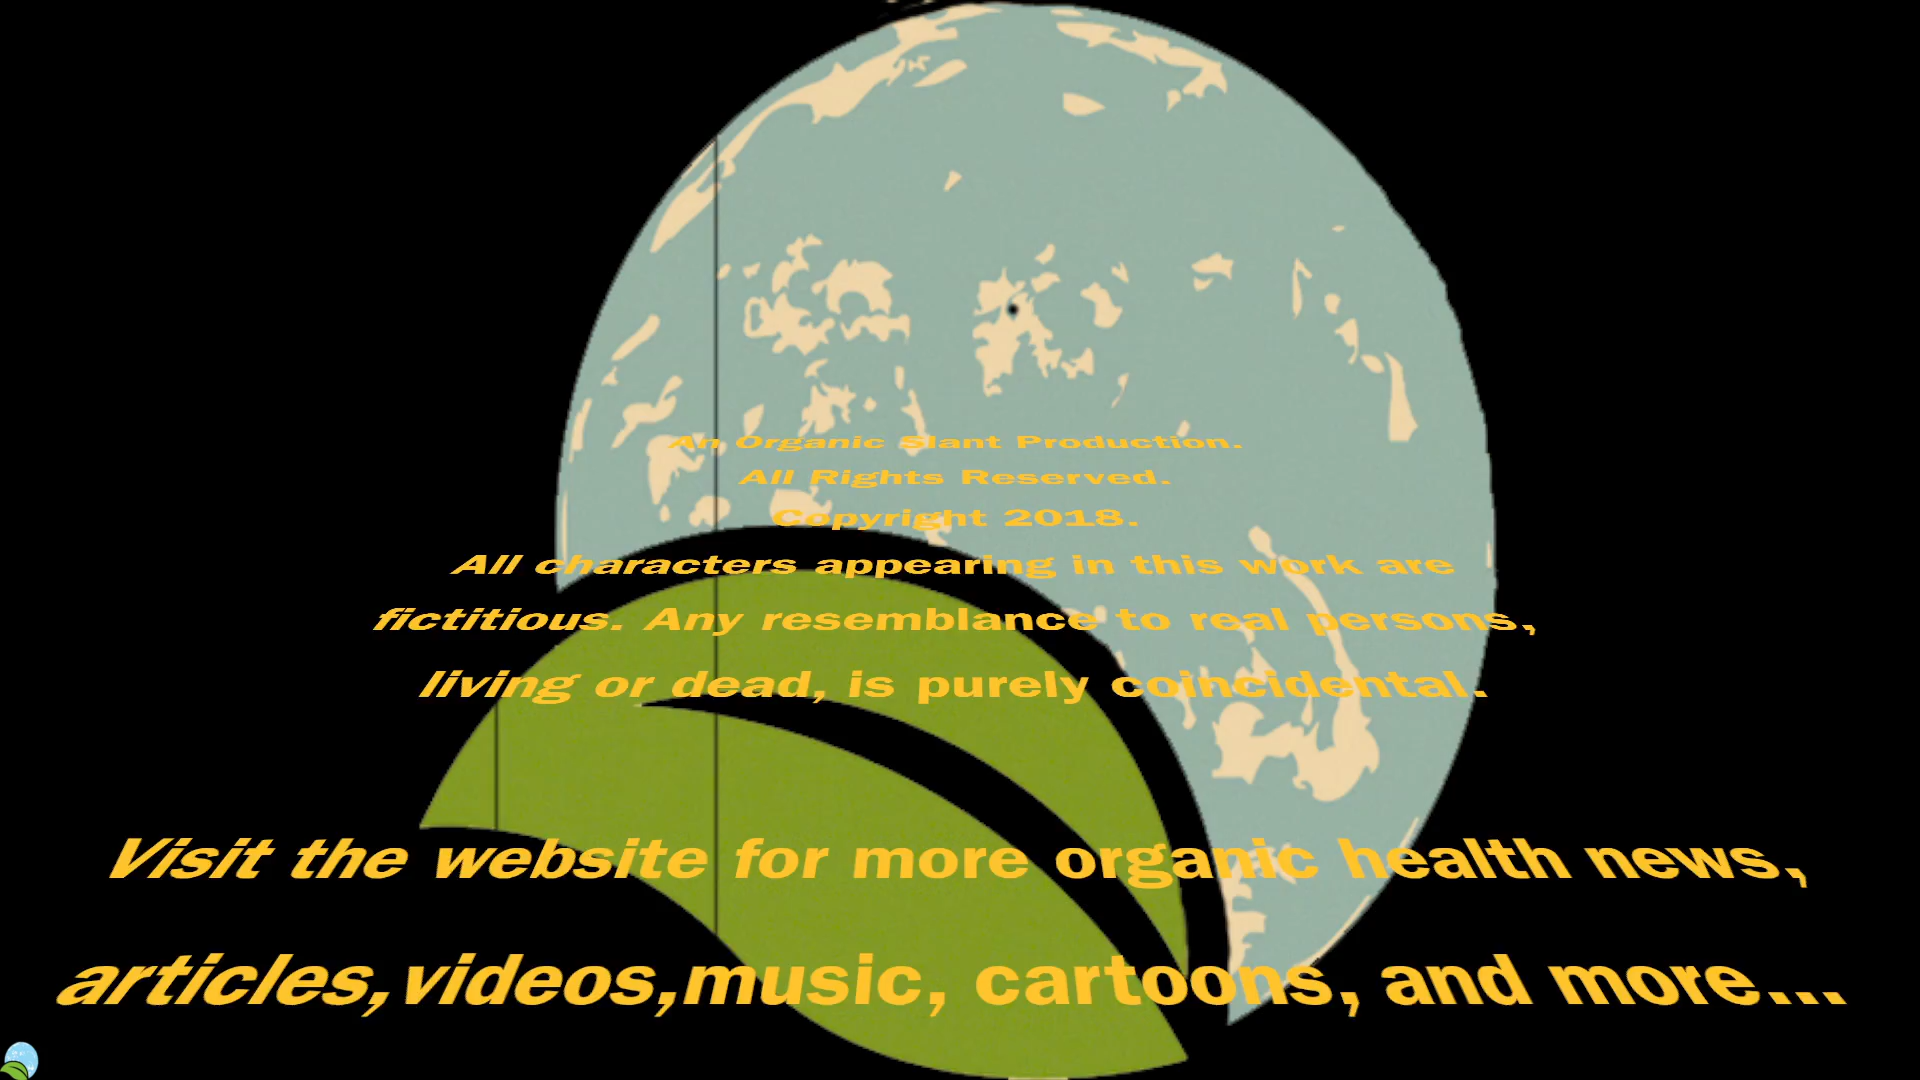 An Organic Slant Production.
All Rights Reserved.
Copyright 2018.
All characters appearing in this work are
fictitious. Any resemblance to real persons,
living or dead, is purely coincidental.
Visit the website for more organic health news,
articles,videos,music, cartoons, and more...